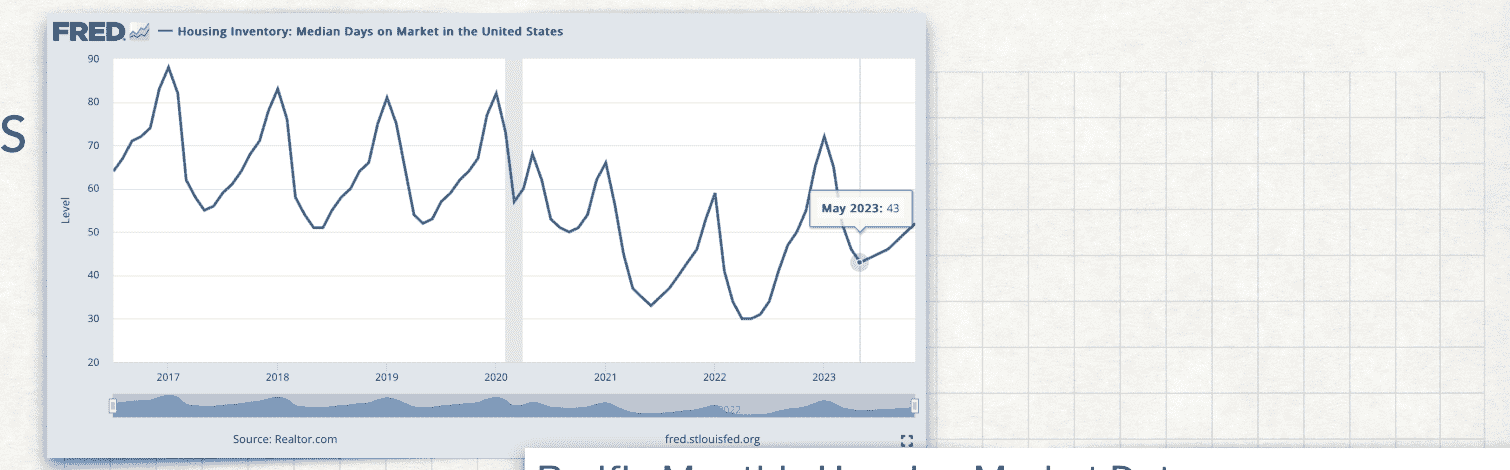 S
FRED — Housing Inventory: Median Days on Market in the United States
90
80
70
60
50
40
30
20
Level
May 2023: 43
2017 2018 2019 2020 2021 2022 2023
2022
Source: Realtor.com fred.stlouisfed.org